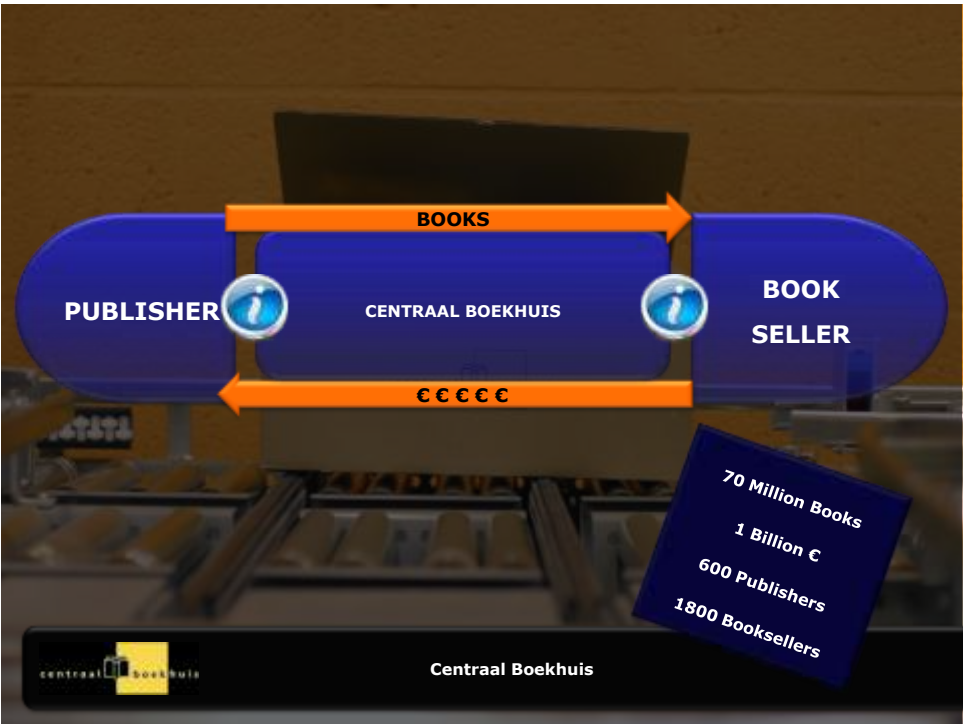 BOOKS
PUBLISHER
CENTRAAL BOEKHUIS
BOOK
SELLER
€ € € € €
70 Million Books
1 Billion €
600 Publishers
1800 Booksellers
centraal boekhuis
Centraal Boekhuis